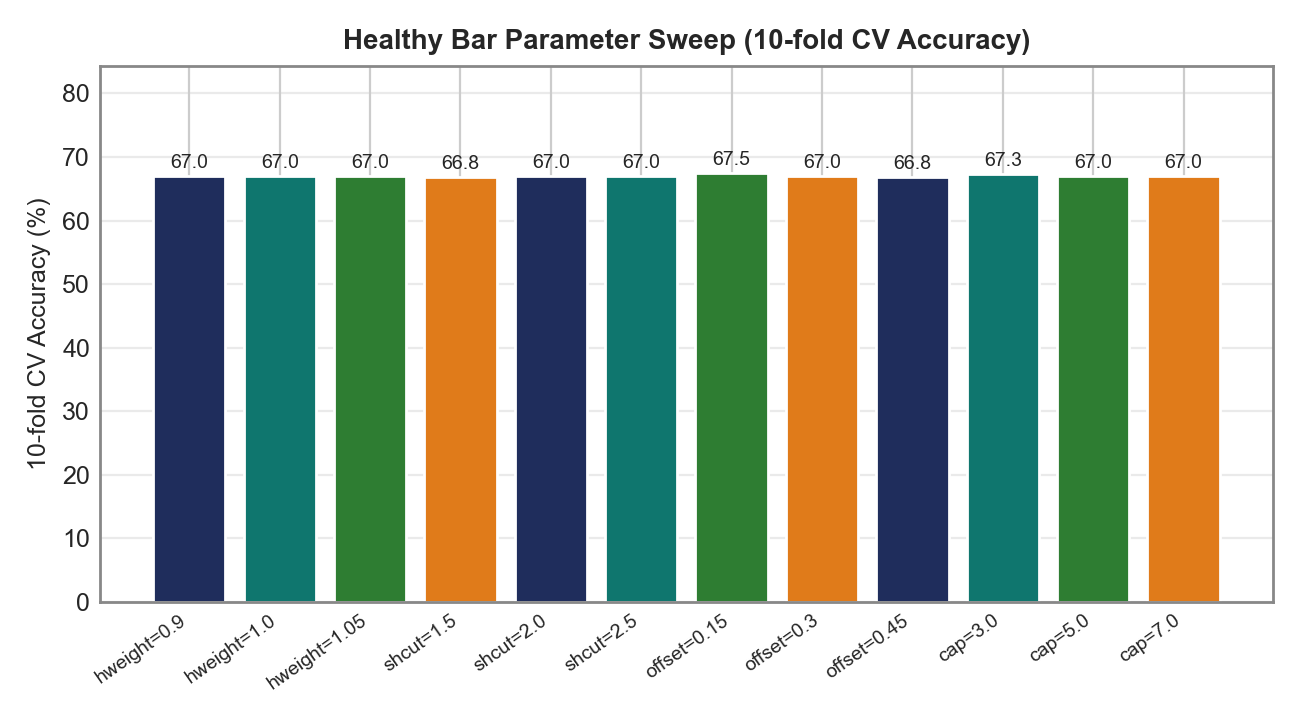 Healthy Bar Parameter Sweep (10-fold CV Accuracy)
10-fold CV Accuracy (%)
80
70
60
50
40
30
20
10
0
67.0 67.0 67.0 66.8 67.0 67.0 67.5 67.0 66.8 67.3 67.0 67.0
hweight=0.9 hweight=1.0 hweight=1.05 shcut=1.5 shcut=2.0 shcut=2.5 offset=0.15 offset=0.3 offset=0.45 cap=3.0 cap=5.0 cap=7.0